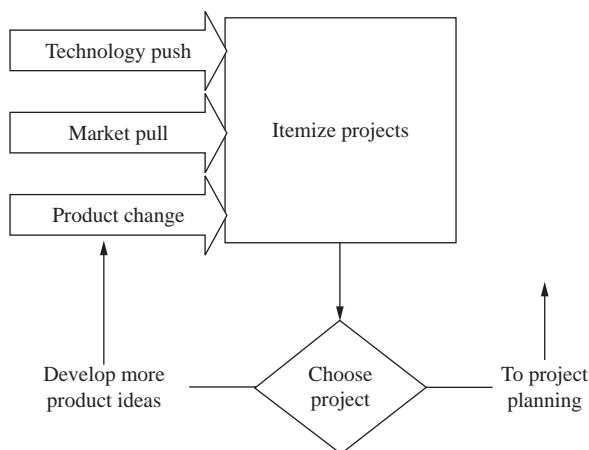 Technology push
Market pull
Itemize projects
Product change
Develop more
product ideas
Choose
project
To project
planning